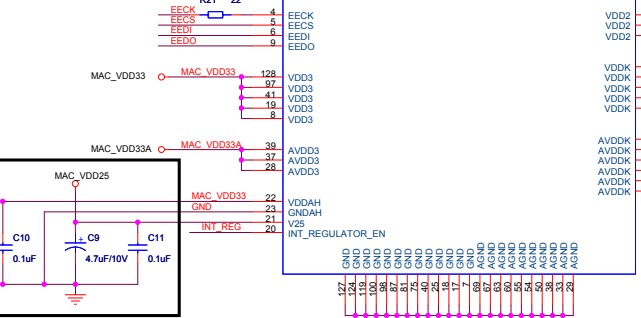 R21 22
EECK 4 EECK
EECS 5 EECS
EEDI 6 EEDI
EEDO 9 EEDO
VDD2
VDD2
VDD2
MAC_VDD33 MAC_VDD33 128 VDD3
97 VDD3
41 VDD3
19 VDD3
8 VDD3
VDDK
VDDK
VDDK
VDDK
VDDK
MAC_VDD33A MAC_VDD33A 39 AVDD3
37 AVDD3
28 AVDD3
AVDDK
AVDDK
AVDDK
AVDDK
AVDDK
AVDDK
MAC_VDD25
MAC_VDD33 22 VDDAH
GND 23 GNDAH
21 V25
INT_REG 20 INT_REGULATOR_EN
C10
0.1uF
+ C9
4.7uF/10V
C11
0.1uF
GND GND GND GND GND GND GND GND GND GND GND GND GND AGND AGND AGND AGND AGND AGND AGND AGND AGND AGND
127 124 119 100 98 87 81 75 40 25 18 17 7 69 67 63 60 55 54 50 38 33 29